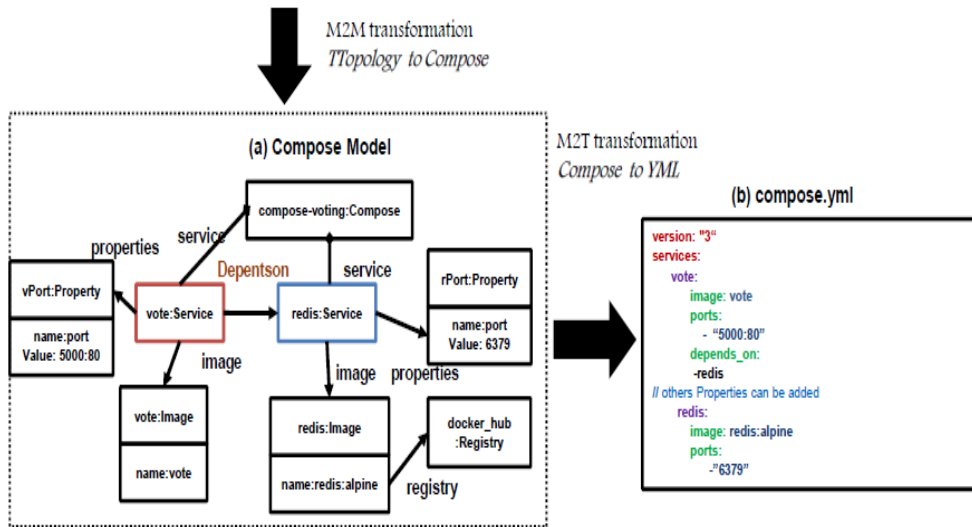 M2M transformation
TTopology to Compose
(a) Compose Model
M2T transformation
Compose to YML
(b) compose.yml
compose-voting:Compose
properties
service
Depentson
service
vPort:Property
name:port
Value: 5000:80
vote:Service
redis:Service
rPort:Property
name:port
Value: 6379
image
image
properties
vote:Image
name:vote
redis:Image
name:redis:alpine
docker_hub
:Registry
registry
version: "3“
services:
vote:
image: vote
ports:
- “5000:80”
depends_on:
-redis
// others Properties can be added
redis:
image: redis:alpine
ports:
-”6379”